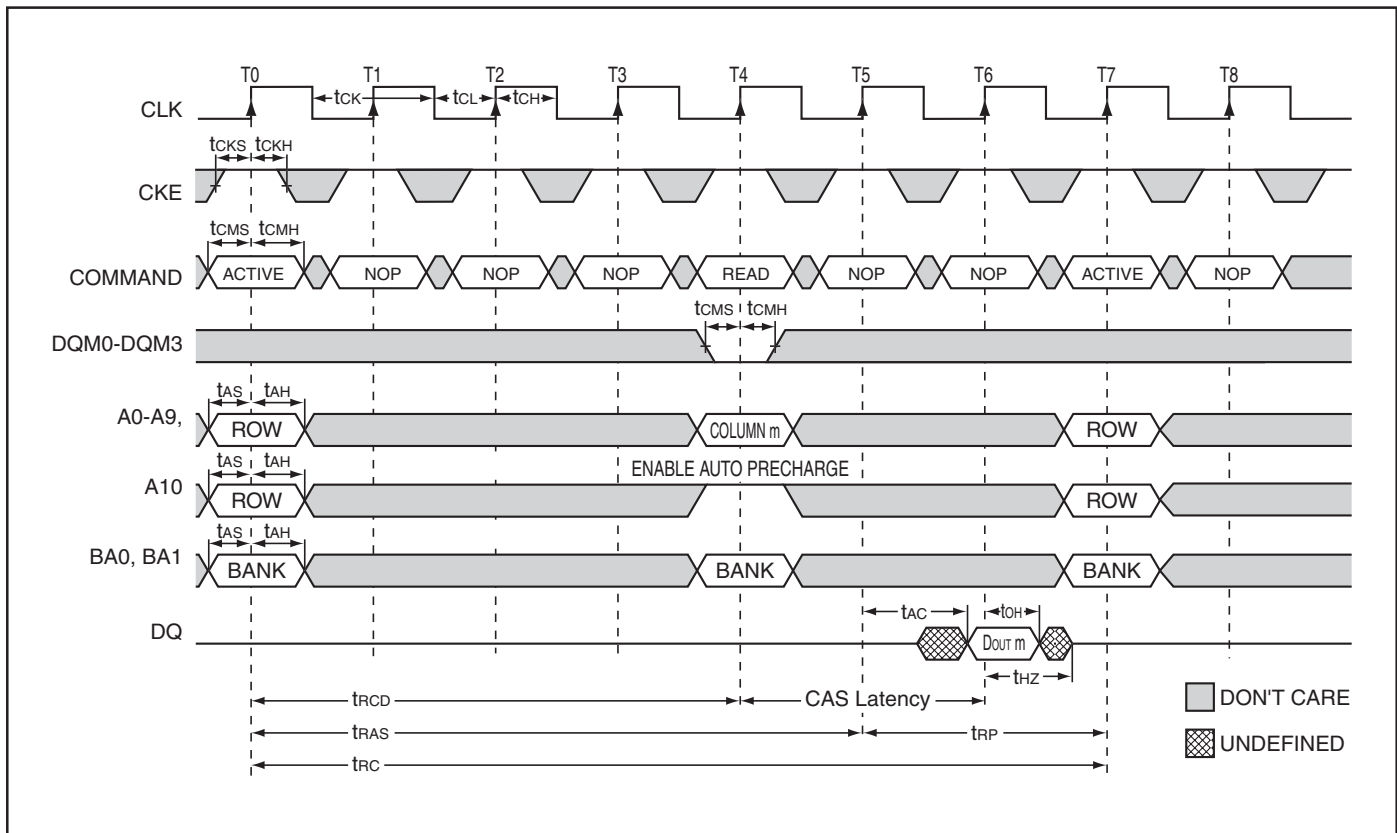 T0 T1 T2 T3 T4 T5 T6 T7 T8
CLK tCK tCL tCH
tCKS tCKH
CKE
tCMS tCMH
COMMAND ACTIVE NOP NOP NOP READ NOP NOP ACTIVE NOP
tCMS tCMH
DQM0-DQM3
tAS tAH
A0-A9, ROW COLUMN m ROW
tAS tAH ENABLE AUTO PRECHARGE
A10 ROW ROW
tAS tAH
BA0, BA1 BANK BANK BANK
tAC tOH
DQ DOUT m
tHZ
tRCD CAS Latency
DON'T CARE
tRAS tRP
UNDEFINED
tRC